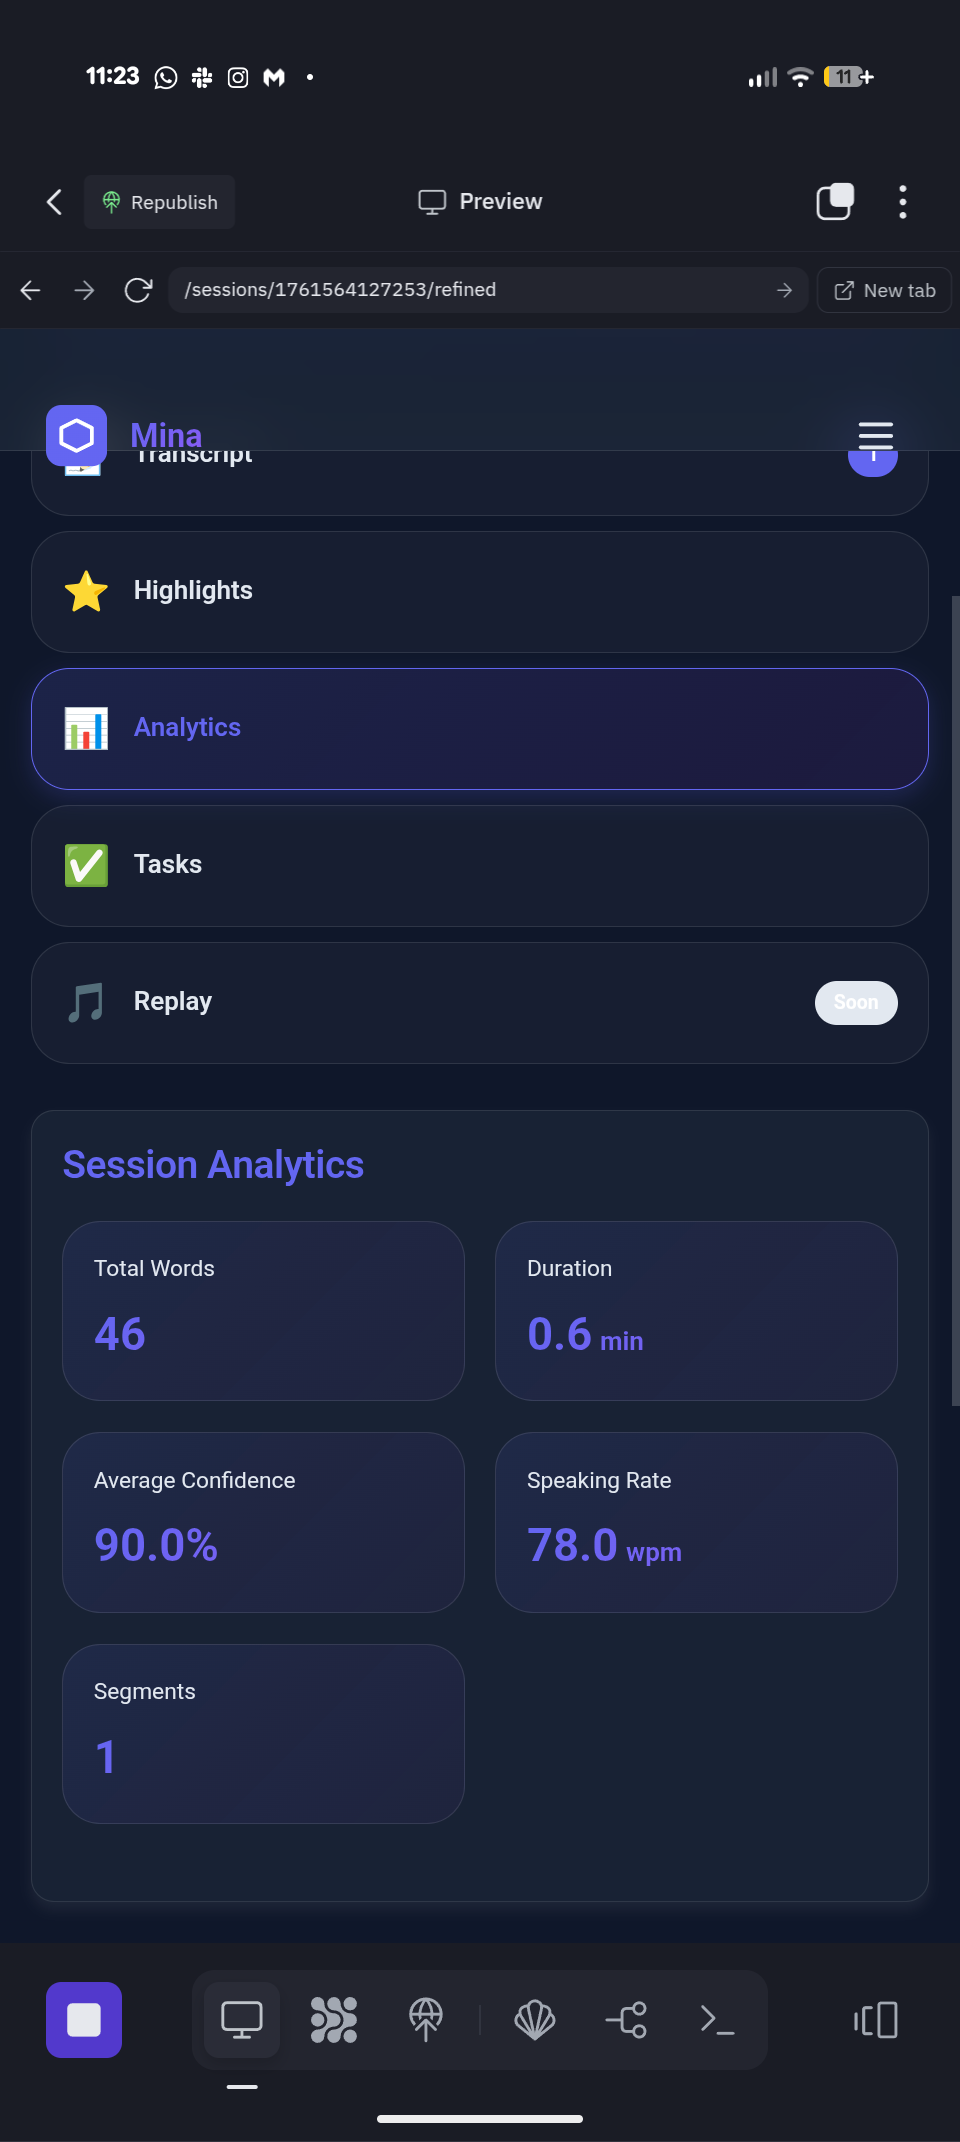 11:23
11
Republish
Preview
/sessions/1761564127253/refined
New tab
Mina
Transcript
Highlights
Analytics
Tasks
Replay
Soon
Session Analytics
Total Words
46
Duration
0.6 min
Average Confidence
90.0%
Speaking Rate
78.0 wpm
Segments
1